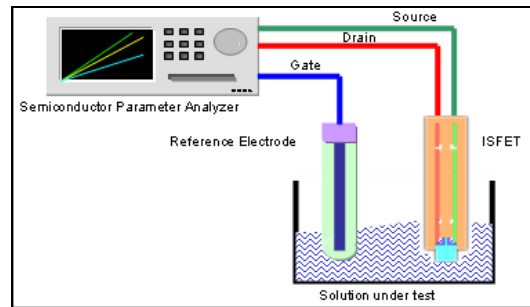 Source
Drain
Gate
Semiconductor Parameter Analyzer
Reference Electrode
ISFET
Solution under test